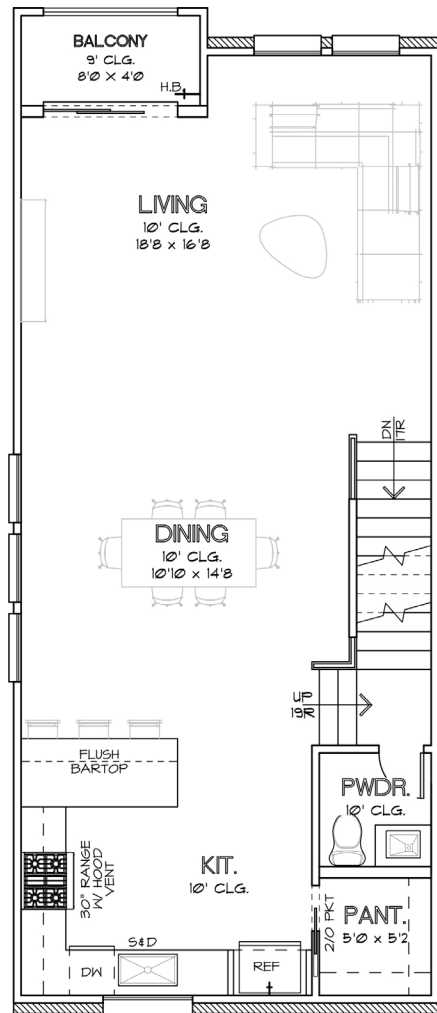 BALCONY
9' CLG.
8'0 x 4'0
H.B.
LIVING
10' CLG.
18'8 x 16'8
DN
17R
DINING
10' CLG.
10'10 x 14'8
UP
19R
FLUSH
BARTOP
PWDR.
10' CLG.
30" RANGE
W/ HOOD
VENT
KIT.
10' CLG.
2/0 PKT
PANT.
5'0 x 5'2
S&D
DW
REF